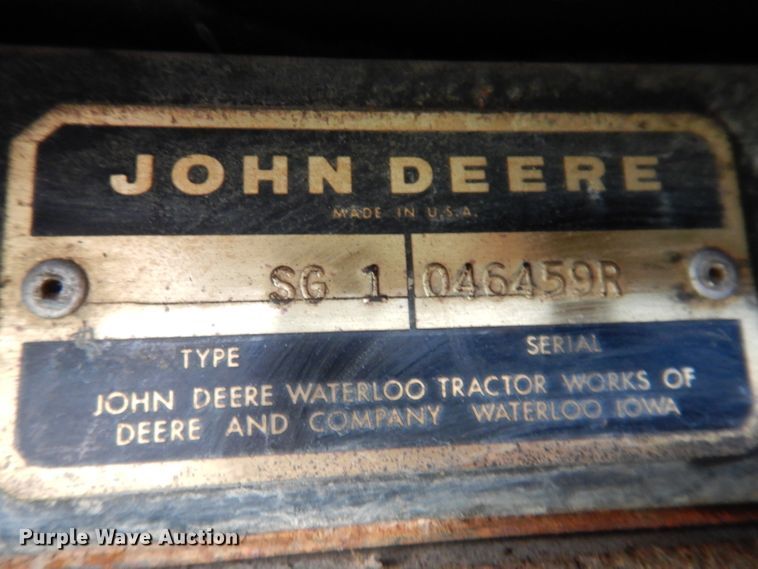 JOHN DEERE
MADE IN U.S.A.
SG 1 046459R
TYPE SERIAL
JOHN DEERE WATERLOO TRACTOR WORKS OF
DEERE AND COMPANY WATERLOO IOWA
Purple Wave Auction